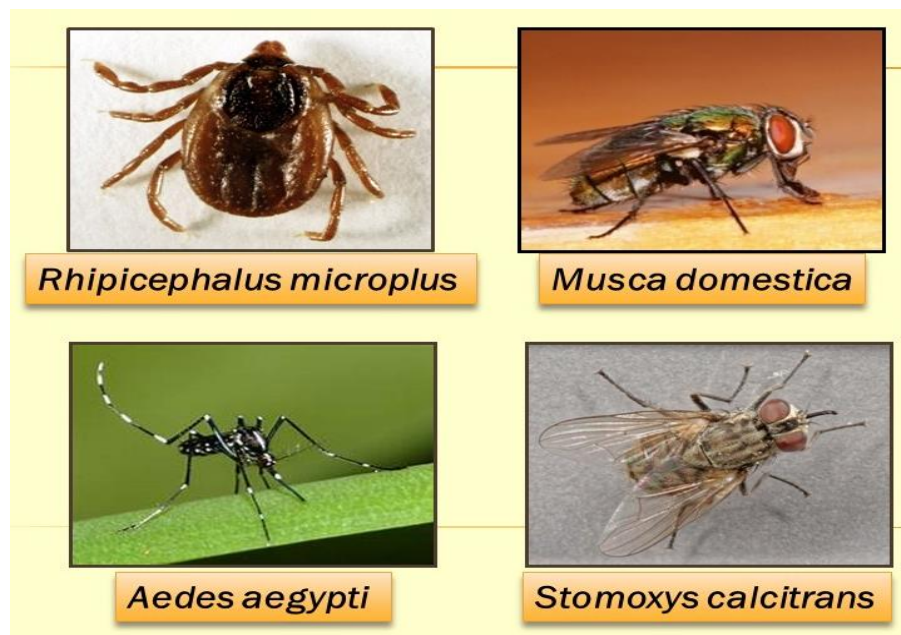 Rhipicephalus microplus
Musca domestica
Aedes aegypti
Stomoxys calcitrans